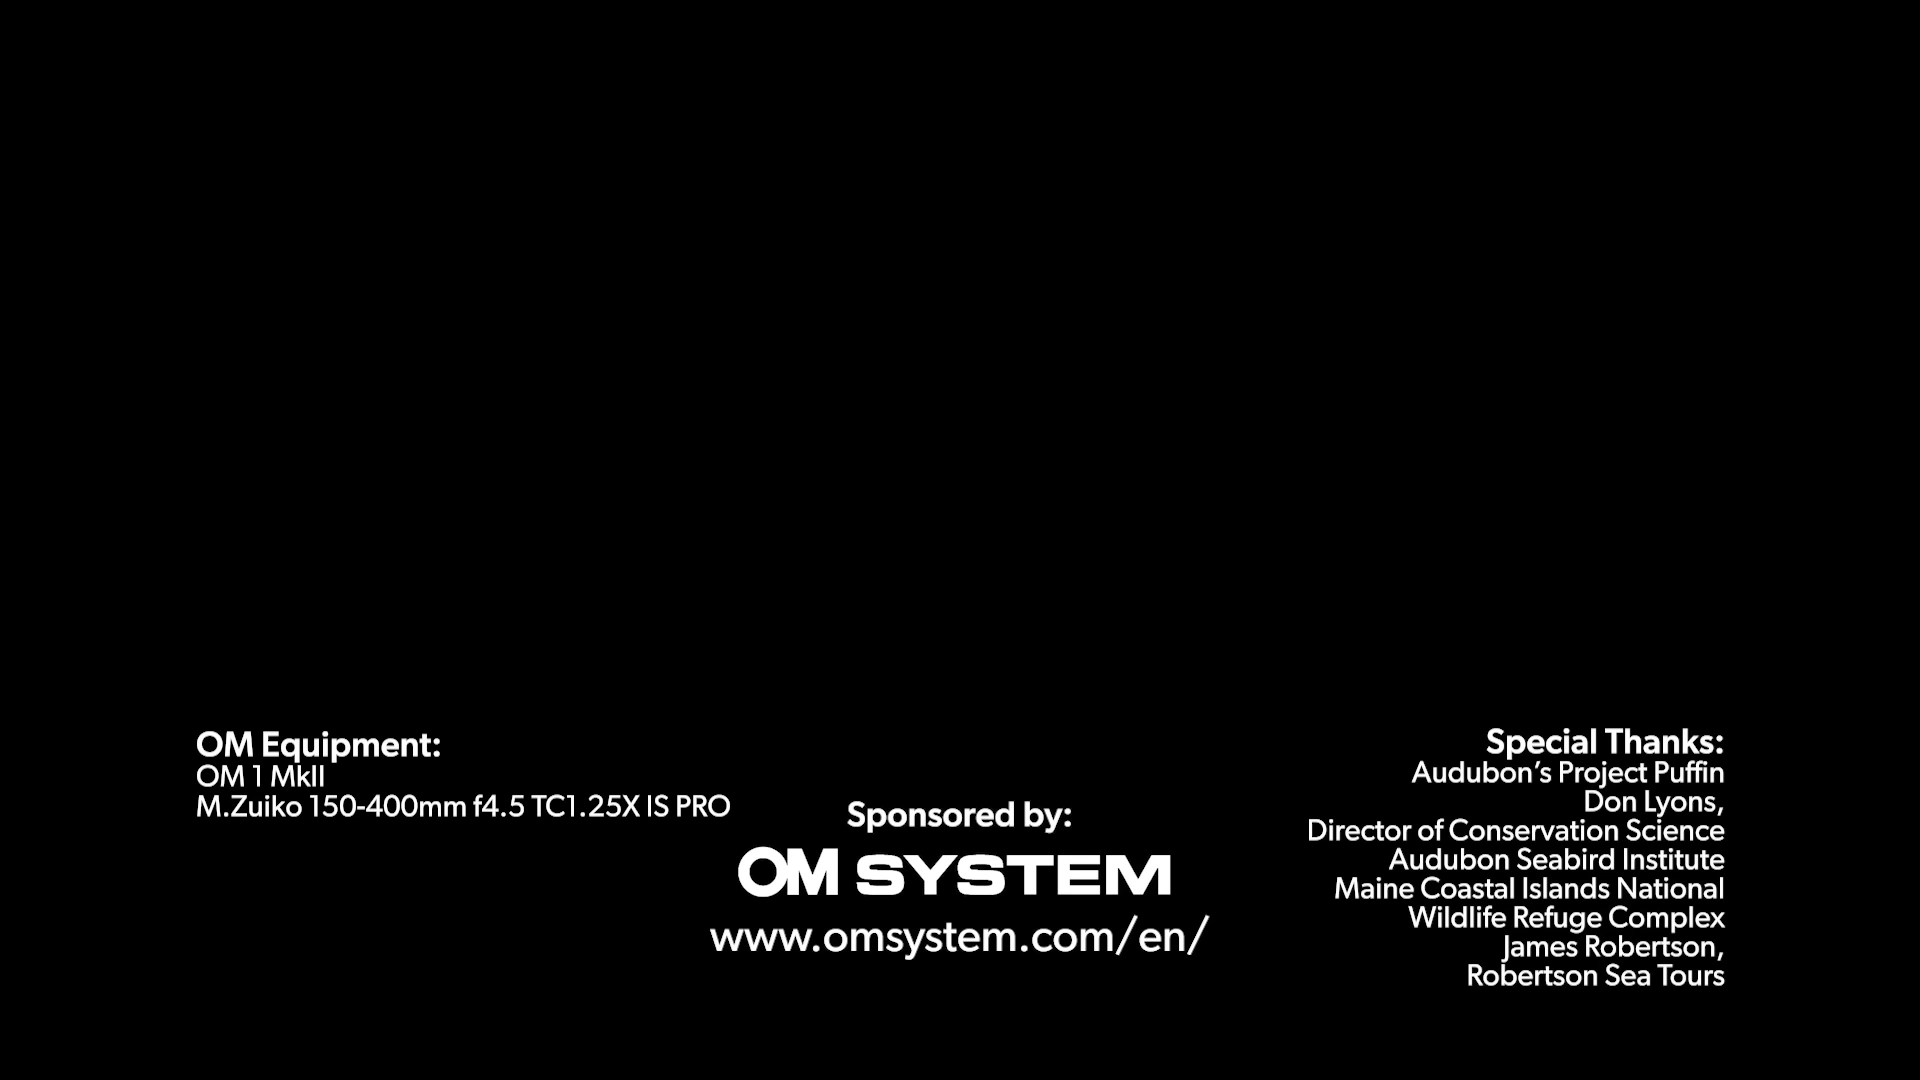 OM Equipment:
OM 1 MkII
M.Zuiko 150-400mm f4.5 TC1.25X IS PRO
Sponsored by:
OM SYSTEM
www.omsystem.com/en/
Special Thanks:
Audubon’s Project Puffin
Don Lyons,
Director of Conservation Science
Audubon Seabird Institute
Maine Coastal Islands National
Wildlife Refuge Complex
James Robertson,
Robertson Sea Tours